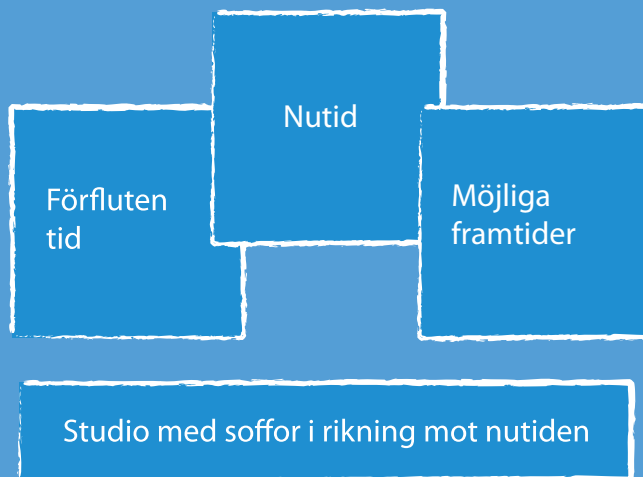 Nutid
Förfluten
tid
Möjliga
framtider
Studio med soffor i rikning mot nutiden